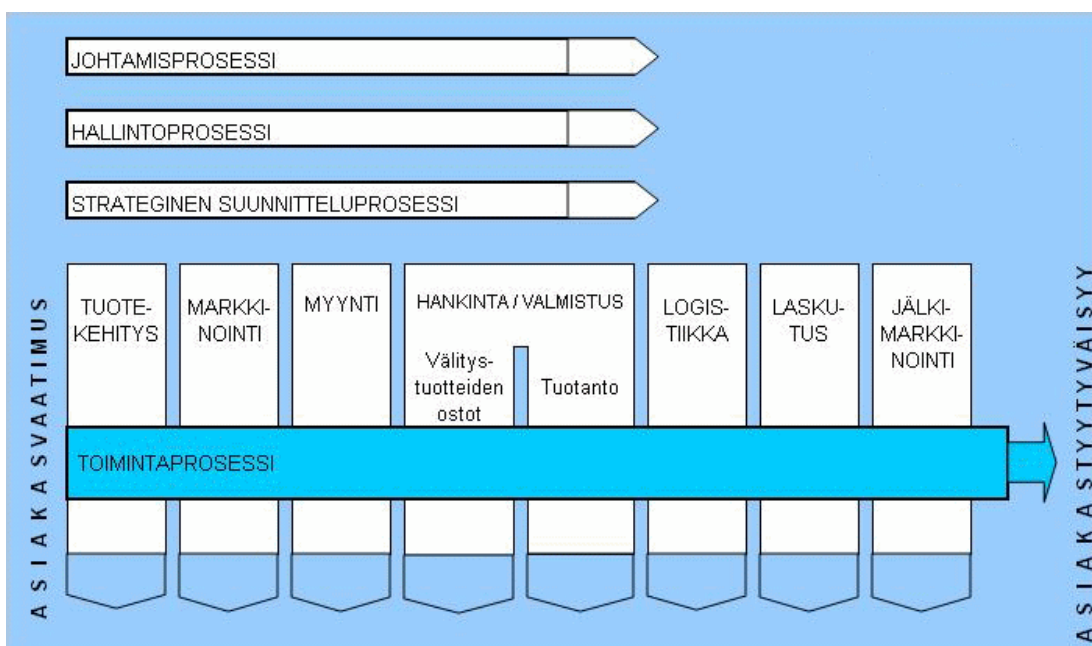 JOHTAMISPROSESSI
HALLINTOPROSESSI
STRATEGINEN SUUNNITTELUPROSESSI
ASIAKASVAATIMUS
TUOTE-
KEHITYS
MARKKI-
NOINTI
MYYNTI
HANKINTA / VALMISTUS
Välitys-
tuotteiden
ostot
Tuotanto
LOGIS-
TIIKKA
LASKU-
TUS
JÄLKI-
MARKKI-
NOINTI
TOIMINTAPROSESSI
ASIAKASTYYTYVÄISYY